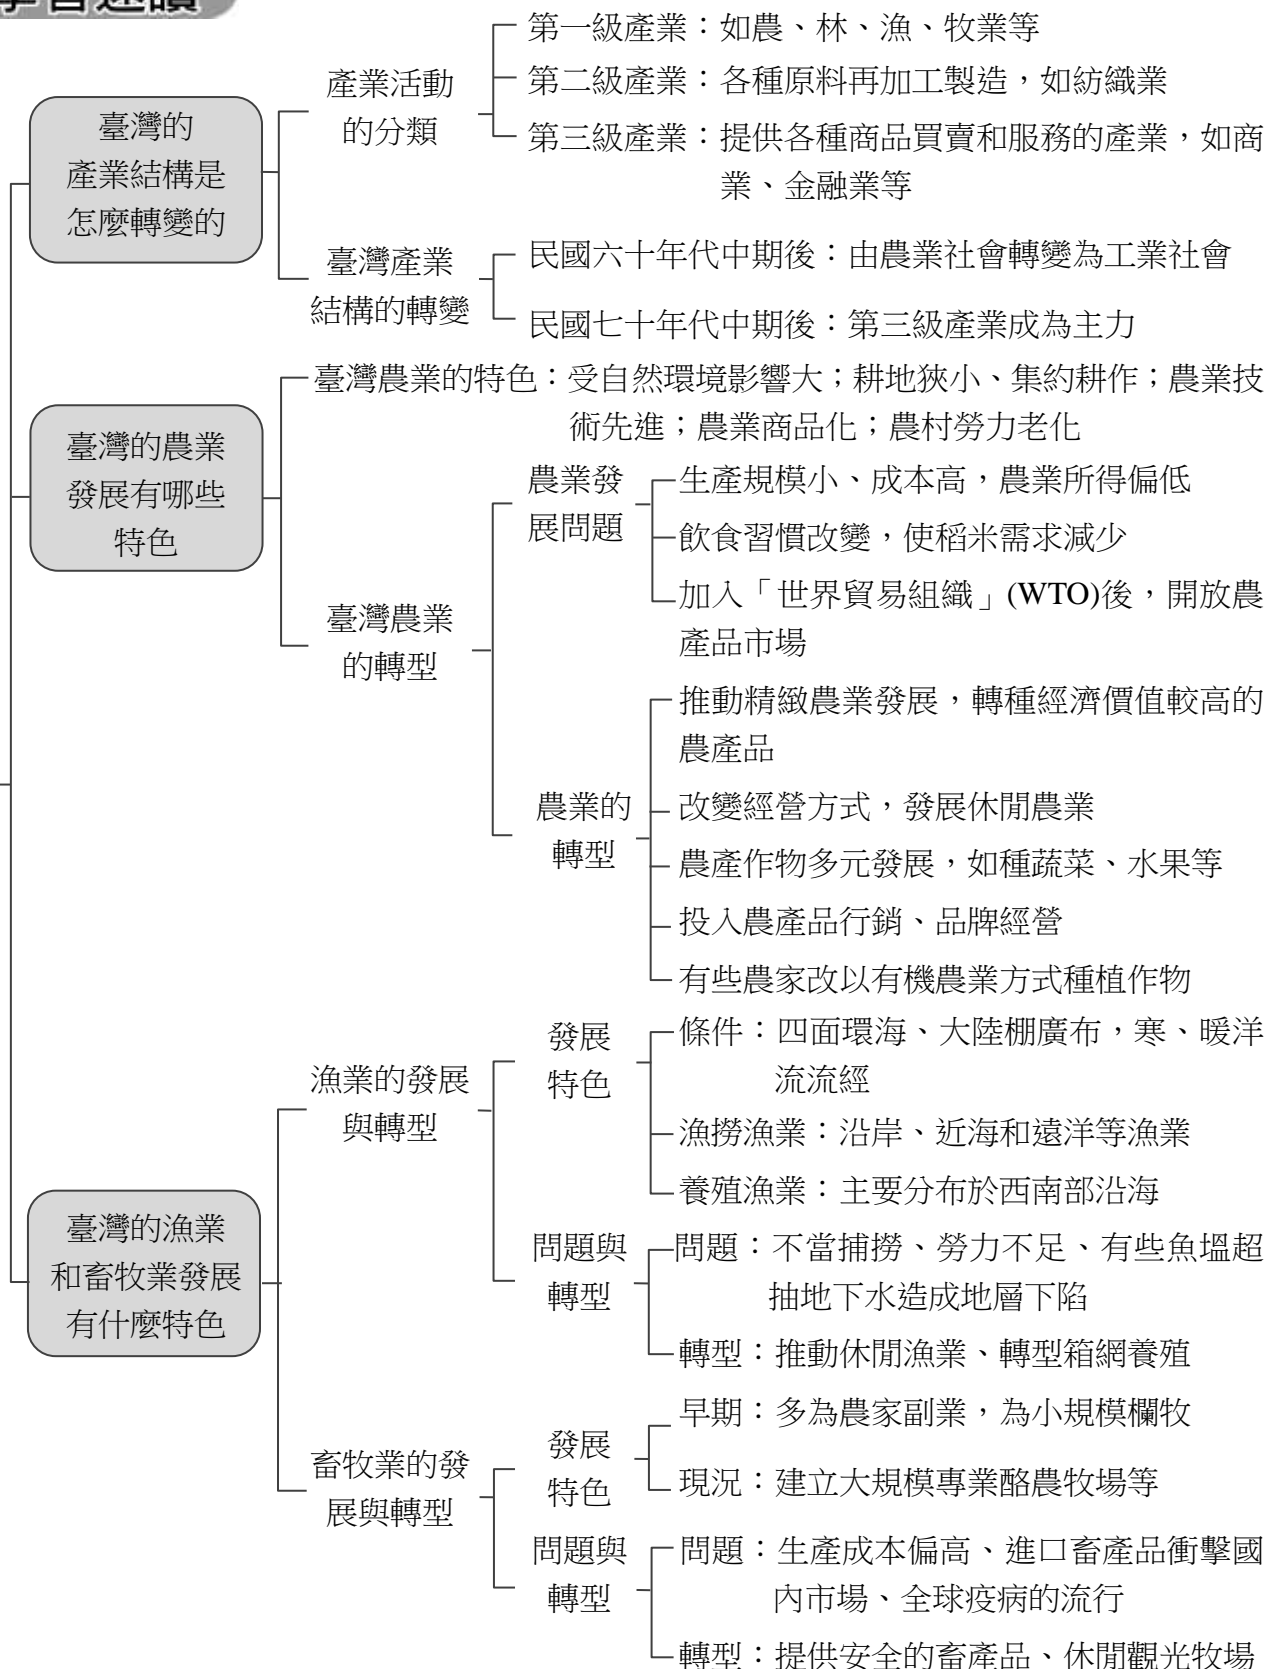 學習速讀
臺灣的
產業結構是
怎麼轉變的
產業活動
的分類
第一級產業：如農、林、漁、牧業等
第二級產業：各種原料再加工製造，如紡織業
第三級產業：提供各種商品買賣和服務的產業，如商
業、金融業等
臺灣產業
結構的轉變
民國六十年代中期後：由農業社會轉變為工業社會
民國七十年代中期後：第三級產業成為主力
臺灣的農業
發展有哪些
特色
臺灣農業的特色：受自然環境影響大；耕地狹小、集約耕作；農業技
術先進；農業商品化；農村勞力老化
臺灣農業
的轉型
農業發
展問題
生產規模小、成本高，農業所得偏低
飲食習慣改變，使稻米需求減少
加入「世界貿易組織」(WTO)後，開放農
產品市場
農業的
轉型
推動精緻農業發展，轉種經濟價值較高的
農產品
改變經營方式，發展休閒農業
農產作物多元發展，如種蔬菜、水果等
投入農產品行銷、品牌經營
有些農家改以有機農業方式種植作物
臺灣的漁業
和畜牧業發展
有什麼特色
漁業的發展
與轉型
發展
特色
條件：四面環海、大陸棚廣布，寒、暖洋
流流經
漁撈漁業：沿岸、近海和遠洋等漁業
養殖漁業：主要分布於西南部沿海
問題與
轉型
問題：不當捕撈、勞力不足、有些魚塭超
抽地下水造成地層下陷
轉型：推動休閒漁業、轉型箱網養殖
畜牧業的發
展與轉型
發展
特色
早期：多為農家副業，為小規模欄牧
現況：建立大規模專業酪農牧場等
問題與
轉型
問題：生產成本偏高、進口畜產品衝擊國
內市場、全球疫病的流行
轉型：提供安全的畜產品、休閒觀光牧場